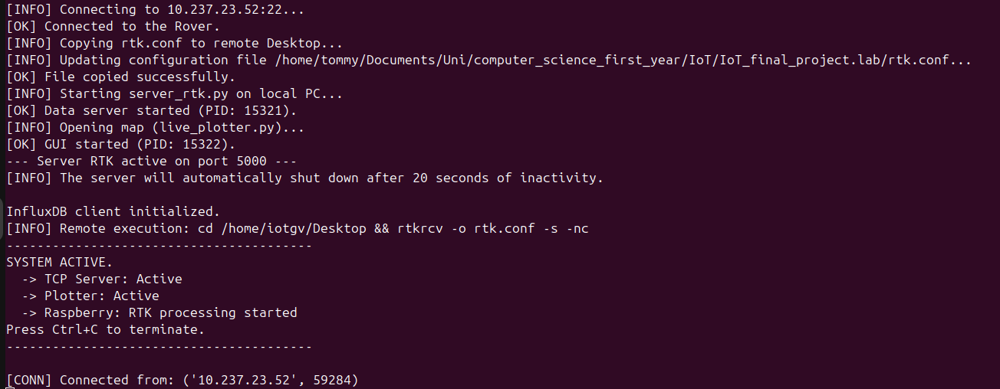 [INFO] Connecting to 10.237.23.52:22...
[OK] Connected to the Rover.
[INFO] Copying rtk.conf to remote Desktop...
[INFO] Updating configuration file /home/tommy/Documents/Uni/computer_science_first_year/IoT/IoT_final_project.lab/rtk.conf...
[OK] File copied successfully.
[INFO] Starting server_rtk.py on local PC...
[OK] Data server started (PID: 15321).
[INFO] Opening map (live_plotter.py)...
[OK] GUI started (PID: 15322).
--- Server RTK active on port 5000 ---
[INFO] The server will automatically shut down after 20 seconds of inactivity.

InfluxDB client initialized.
[INFO] Remote execution: cd /home/iotgv/Desktop && rtkrcv -o rtk.conf -s -nc
----------------------------------------
SYSTEM ACTIVE.
  -> TCP Server: Active
  -> Plotter: Active
  -> Raspberry: RTK processing started
Press Ctrl+C to terminate.
----------------------------------------

[CONN] Connected from: ('10.237.23.52', 59284)